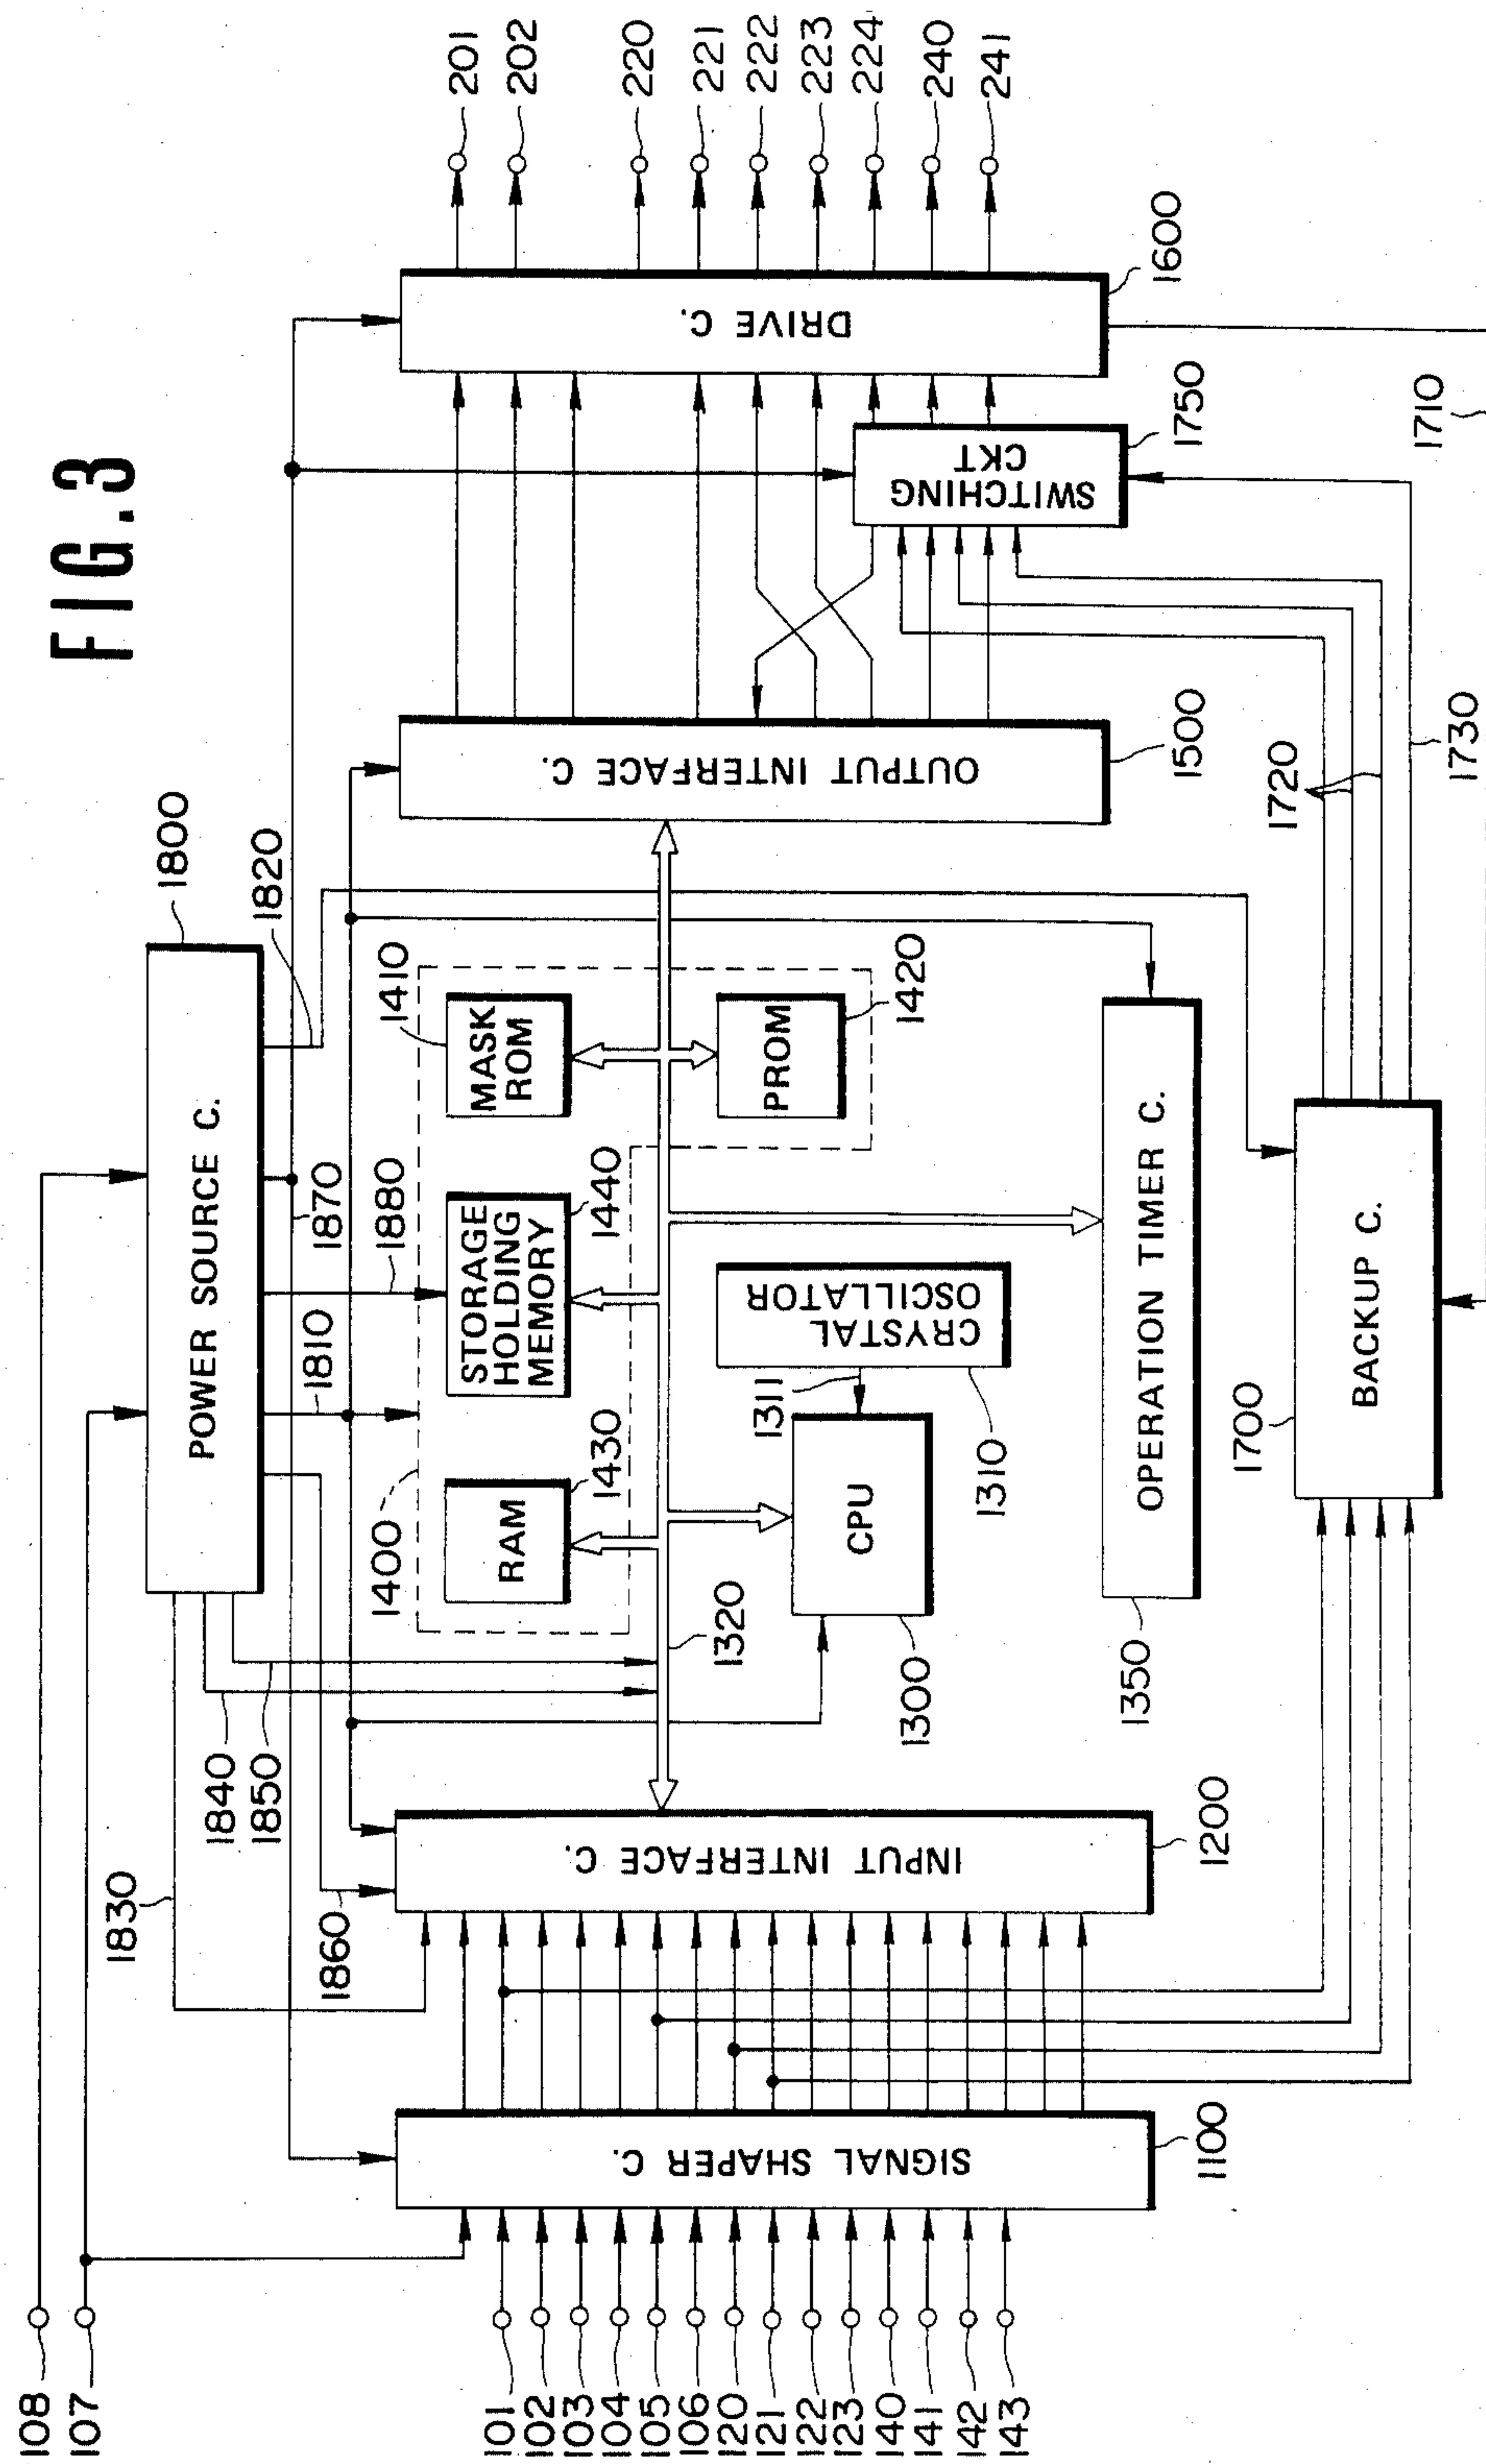 FIG.3
108
107
1830
1840
1850
1860
POWER SOURCE C.
1800
1820
1870
1880
1810
1400
RAM
1430
STORAGE
HOLDING
MEMORY
1440
MASK
ROM
1410
PROM
1420
1320
CPU
1300
1311
CRYSTAL
OSCILLATOR
1310
OPERATION TIMER C.
1350
BACKUP C.
1700
INPUT INTERFACE C.
1200
SIGNAL SHAPER C.
1100
101
102
103
104
105
106
120
121
122
123
140
141
142
143
OUTPUT INTERFACE C.
1500
SWITCHING
CKT
1750
DRIVE C.
1600
1710
1720
1730
201
202
220
221
222
223
224
240
241